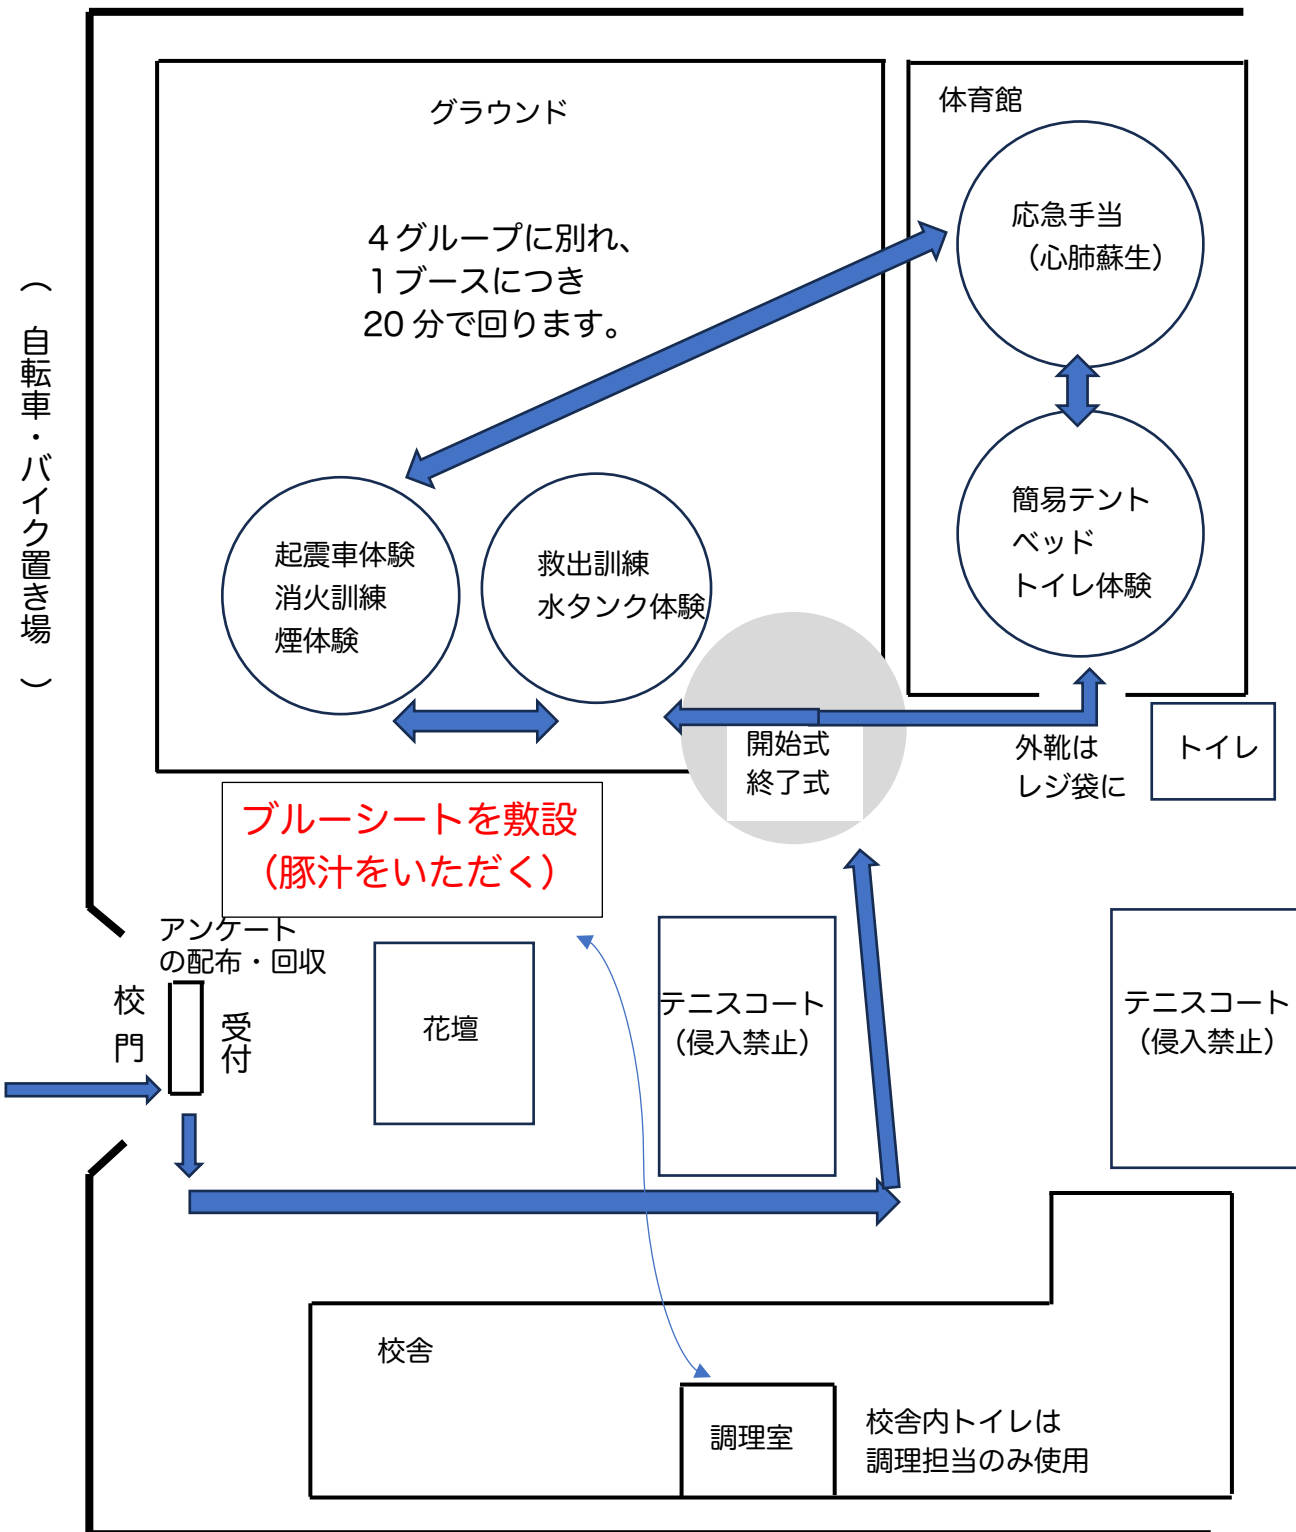 グラウンド
体育館
４グループに別れ、
１ブースにつき
20 分で回ります。
応急手当
（心肺蘇生）
（　自転車・バイク置き場　）
簡易テント
ベッド
トイレ体験
起震車体験
消火訓練
煙体験
救出訓練
水タンク体験
開始式
終了式
外靴は
レジ袋に
トイレ
ブルーシートを敷設
（豚汁をいただく）
アンケート
の配布・回収
校門
受付
花壇
テニスコート
（侵入禁止）
テニスコート
（侵入禁止）
校舎
調理室
校舎内トイレは
調理担当のみ使用